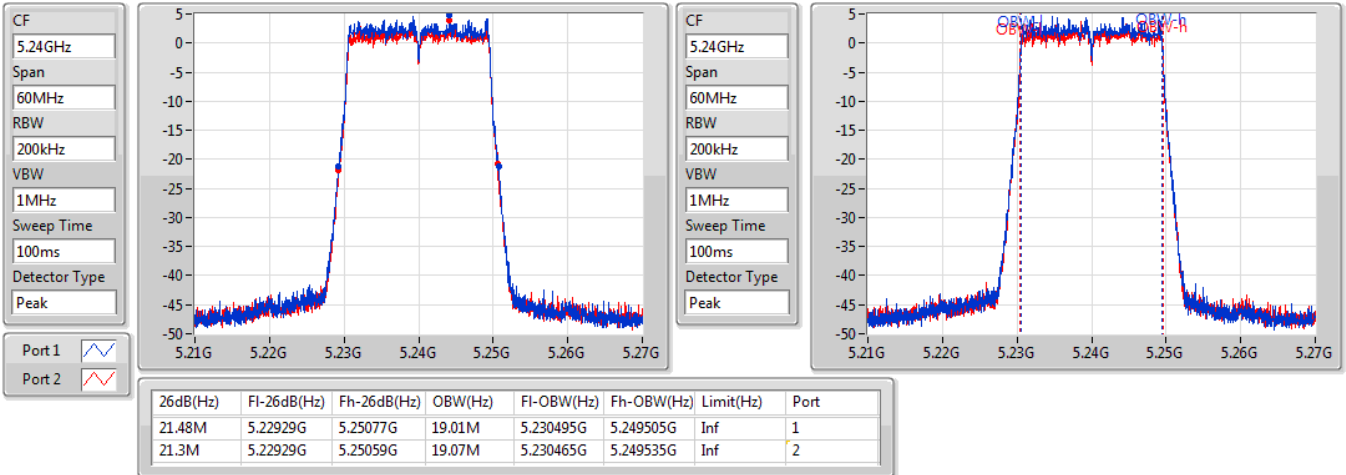 CF
5.24GHz
Span
60MHz
RBW
200kHz
VBW
1MHz
Sweep Time
100ms
Detector Type
Peak
Port 1
Port 2
5
0
-5
-10
-15
-20
-25
-30
-35
-40
-45
-50
5.21G 5.22G 5.23G 5.24G 5.25G 5.26G 5.27G
CF
5.24GHz
Span
60MHz
RBW
200kHz
VBW
1MHz
Sweep Time
100ms
Detector Type
Peak
OBW-h
OBW-h
5
0
-5
-10
-15
-20
-25
-30
-35
-40
-45
-50
5.21G 5.22G 5.23G 5.24G 5.25G 5.26G 5.27G
26dB(Hz) Fl-26dB(Hz) Fh-26dB(Hz) OBW(Hz) Fl-OBW(Hz) Fh-OBW(Hz) Limit(Hz) Port
21.48M 5.22929G 5.25077G 19.01M 5.230495G 5.249505G Inf 1
21.3M 5.22929G 5.25059G 19.07M 5.230465G 5.249535G Inf 2